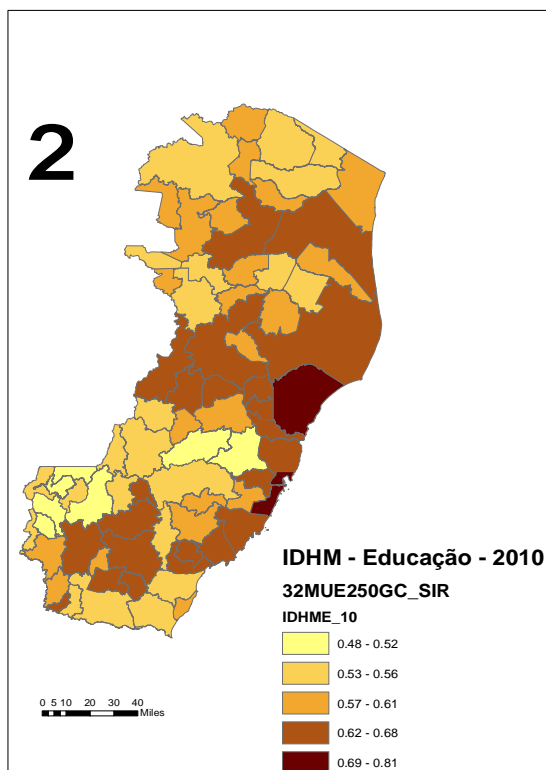 2
IDHM - Educação - 2010
32MUE250GC_SIR
IDHME_10
0.48 - 0.52
0.53 - 0.56
0.57 - 0.61
0.62 - 0.68
0.69 - 0.81
0 5 10 20 30 40
Miles